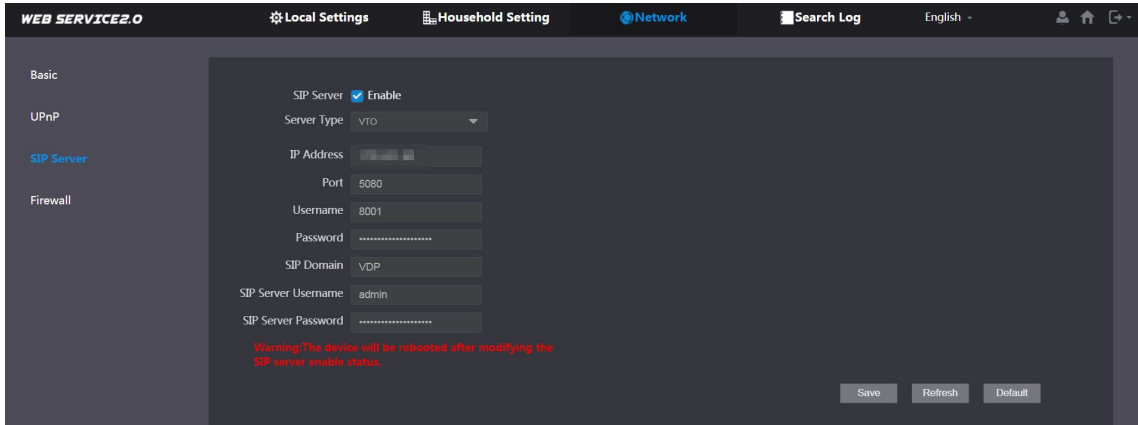 WEB SERVICE2.0 Local Settings Household Setting Network Search Log English
Basic
UPnP
SIP Server
Firewall
SIP Server Enable
Server Type VTO
IP Address
Port 5080
Username 8001
Password ••••••••••••••••••••
SIP Domain VDP
SIP Server Username admin
SIP Server Password ••••••••••••••••••••
Warning:The device will be rebooted after modifying the
SIP server enable status.
Save Refresh Default